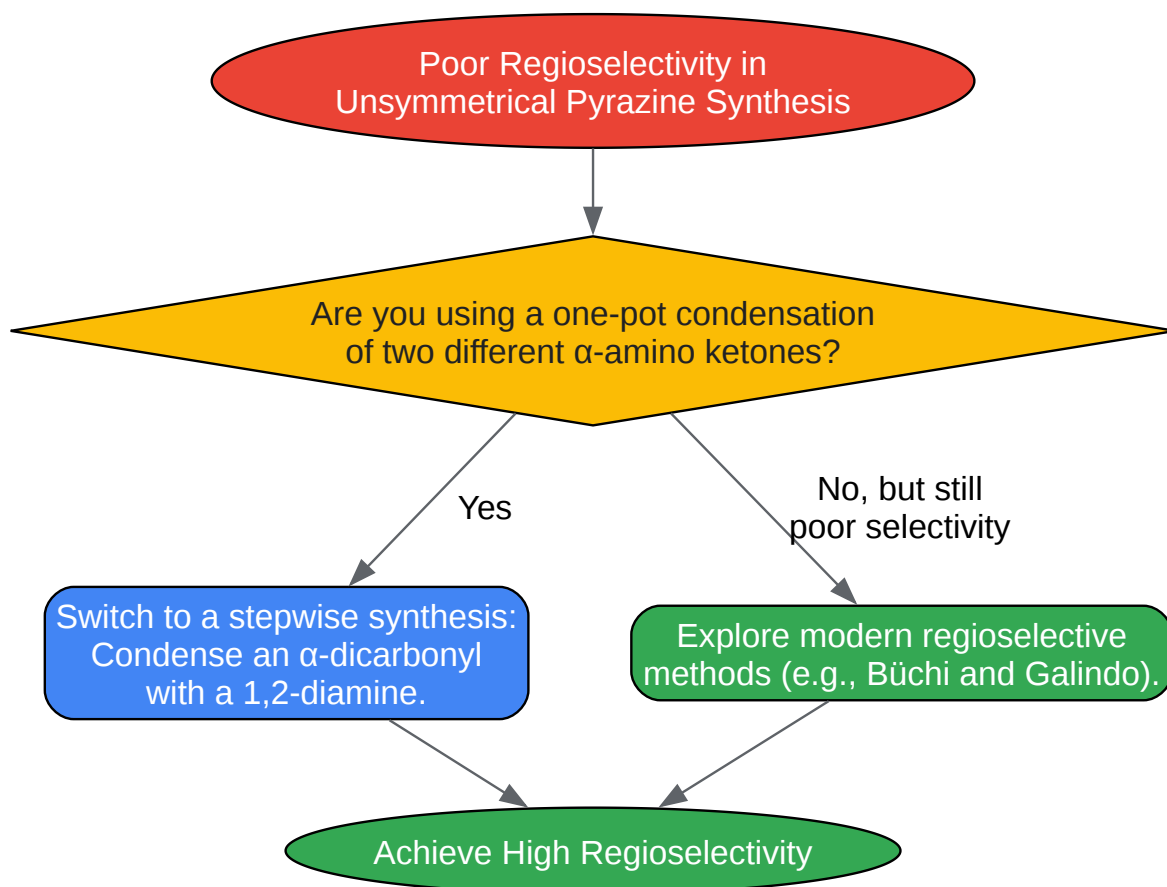 Poor Regioselectivity in
Unsymmetrical Pyrazine Synthesis
Are you using a one-pot condensation
of two different α-amino ketones?
Yes
No, but still
poor selectivity
Switch to a stepwise synthesis:
Condense an α-dicarbonyl
with a 1,2-diamine.
Explore modern regioselective
methods (e.g., Büchi and Galindo).
Achieve High Regioselectivity